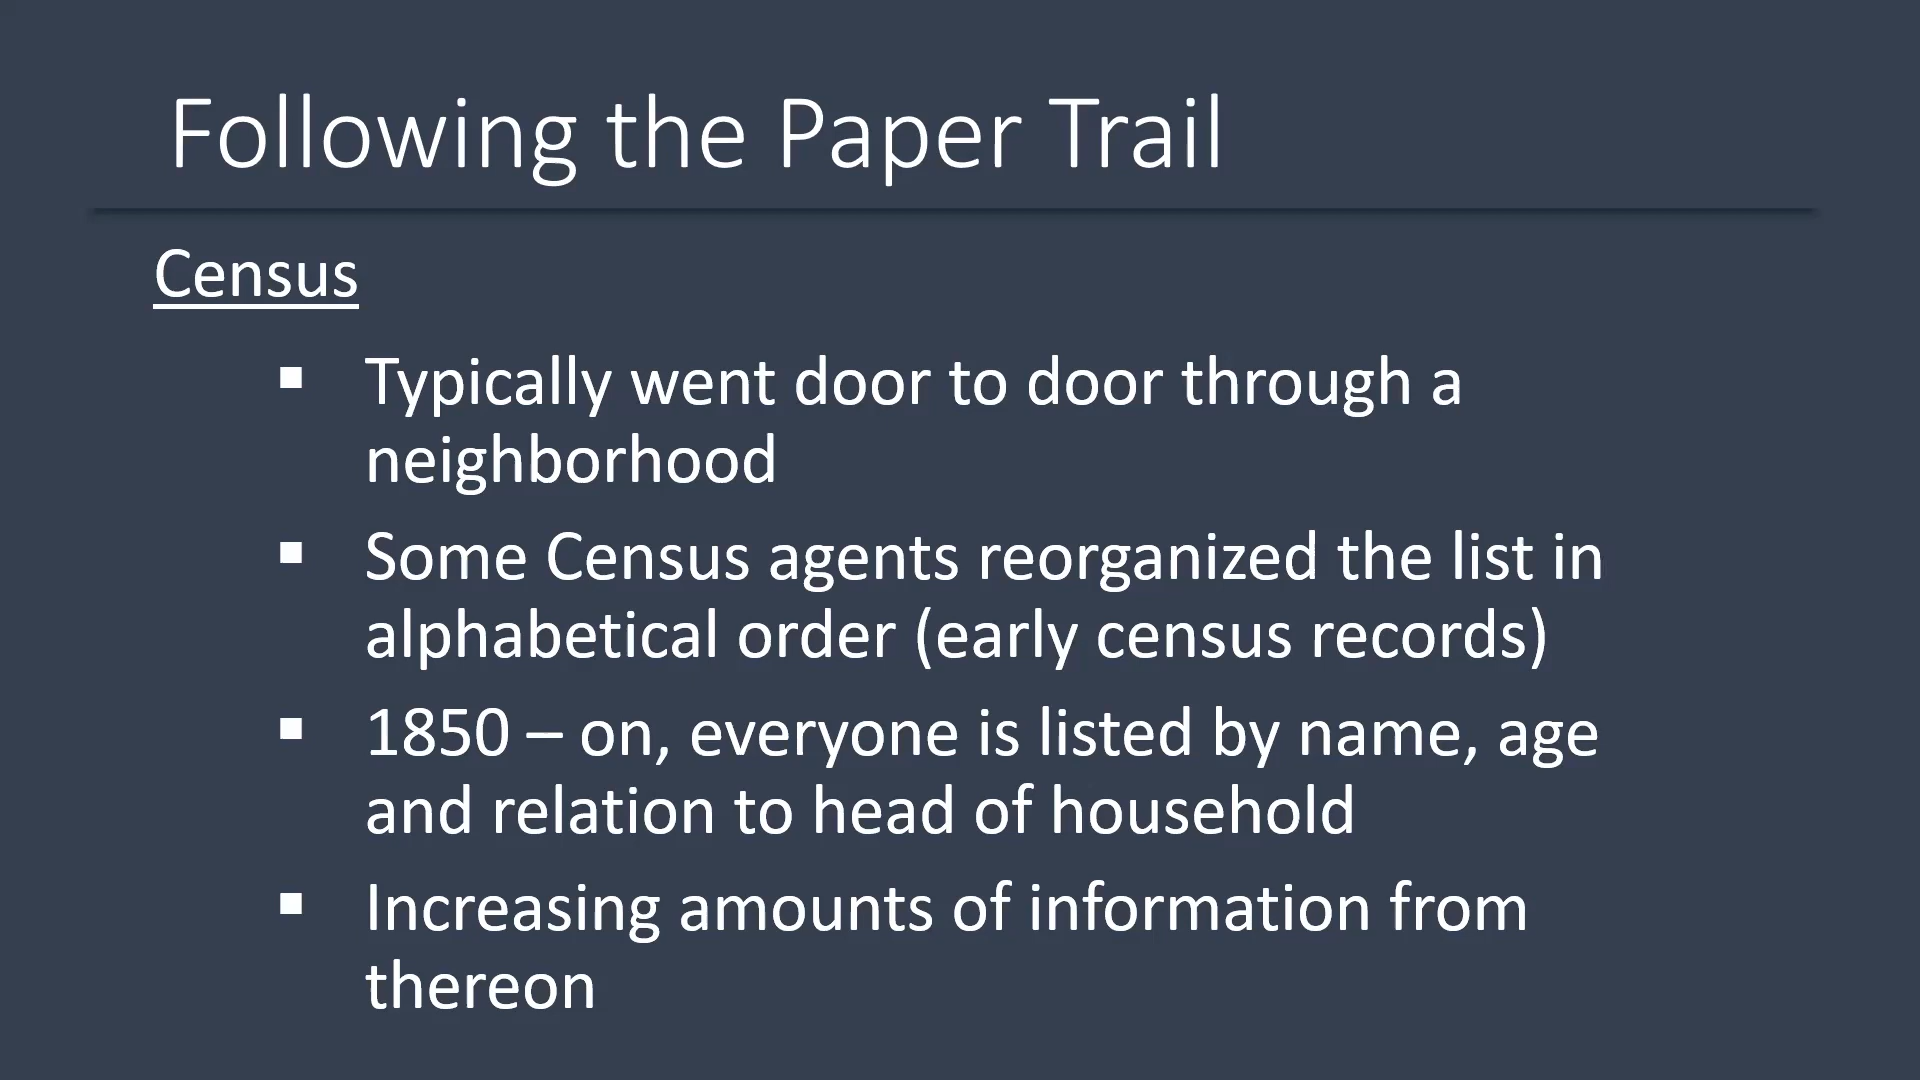 Following the Paper Trail
Census
▪ Typically went door to door through a
neighborhood
▪ Some Census agents reorganized the list in
alphabetical order (early census records)
▪ 1850 – on, everyone is listed by name, age
and relation to head of household
▪ Increasing amounts of information from
thereon